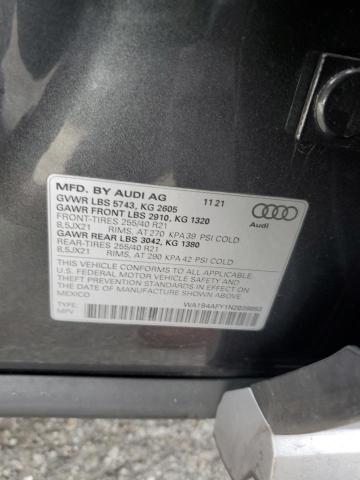 MFD. BY AUDI AG 11 21
GVWR LBS 5743, KG 2605
GAWR FRONT LBS 2910, KG 1320
FRONT-TIRES 255/40 R21
8,5JX21 RIMS, AT 270 KPA 39 PSI COLD
GAWR REAR LBS 3042, KG 1380
REAR-TIRES 255/40 R21
8,5JX21 RIMS, AT 290 KPA 42 PSI COLD
THIS VEHICLE CONFORMS TO ALL APPLICABLE
U.S. FEDERAL MOTOR VEHICLE SAFETY AND
THEFT PREVENTION STANDARDS IN EFFECT ON
THE DATE OF MANUFACTURE SHOWN ABOVE.
MEXICO
TYPE:
MPV
Audi